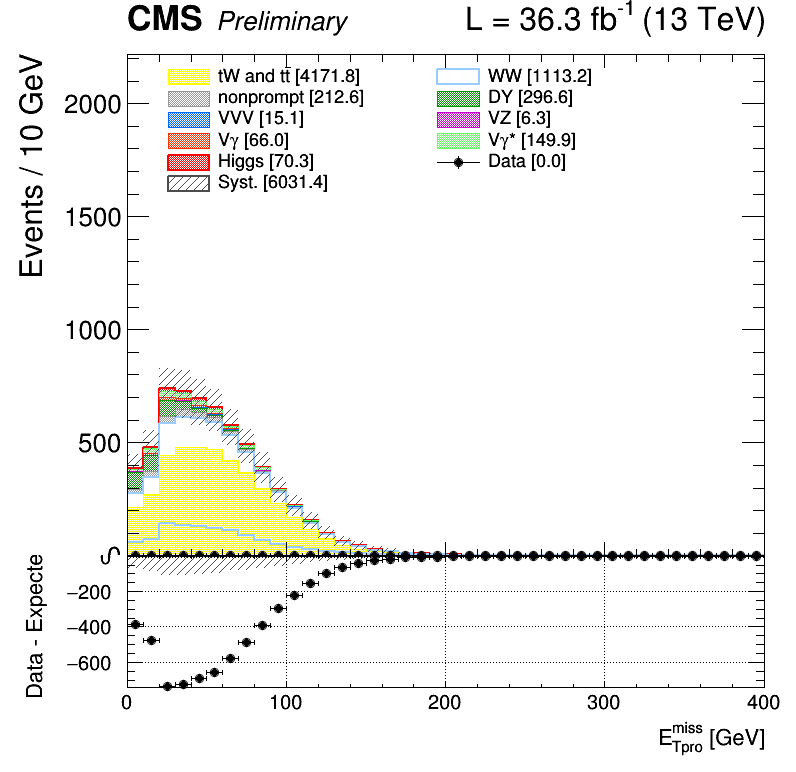 CMS Preliminary L = 36.3 fb⁻¹ (13 TeV)
Events / 10 GeV
2000
1500
1000
500
0
tW and tt̄ [4171.8]
nonprompt [212.6]
VVV [15.1]
Vγ [66.0]
Higgs [70.3]
Syst. [6031.4]
WW [1113.2]
DY [296.6]
VZ [6.3]
Vγ* [149.9]
Data [0.0]
Data - Expecte
−200
−400
−600
0 100 200 300 400
E_Tpro^miss [GeV]